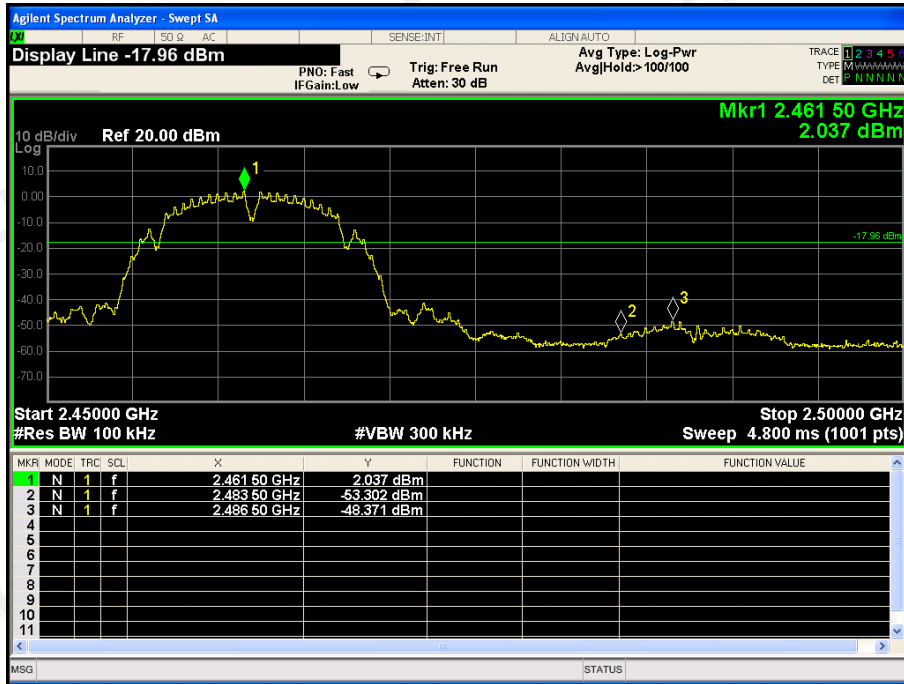 Agilent Spectrum Analyzer - Swept SA
LXI RF 50 Ω AC SENSE:INT ALIGN AUTO
Display Line -17.96 dBm
PNO: Fast
IFGain:Low
Trig: Free Run
Atten: 30 dB
Avg Type: Log-Pwr
Avg|Hold:>100/100
TRACE 1 2 3 4 5 6
TYPE M
DET P N N N N N
Mkr1 2.461 50 GHz
2.037 dBm
10 dB/div Ref 20.00 dBm
Log
10.0
0.00
-10.0
-20.0
-30.0
-40.0
-50.0
-60.0
-70.0
1
-17.96 dBm
2
3
Start 2.45000 GHz Stop 2.50000 GHz
#Res BW 100 kHz #VBW 300 kHz Sweep 4.800 ms (1001 pts)
MKR MODE TRC SCL X Y FUNCTION FUNCTION WIDTH FUNCTION VALUE
1 N 1 f 2.461 50 GHz 2.037 dBm
2 N 1 f 2.483 50 GHz -53.302 dBm
3 N 1 f 2.486 50 GHz -48.371 dBm
4
5
6
7
8
9
10
11
MSG STATUS